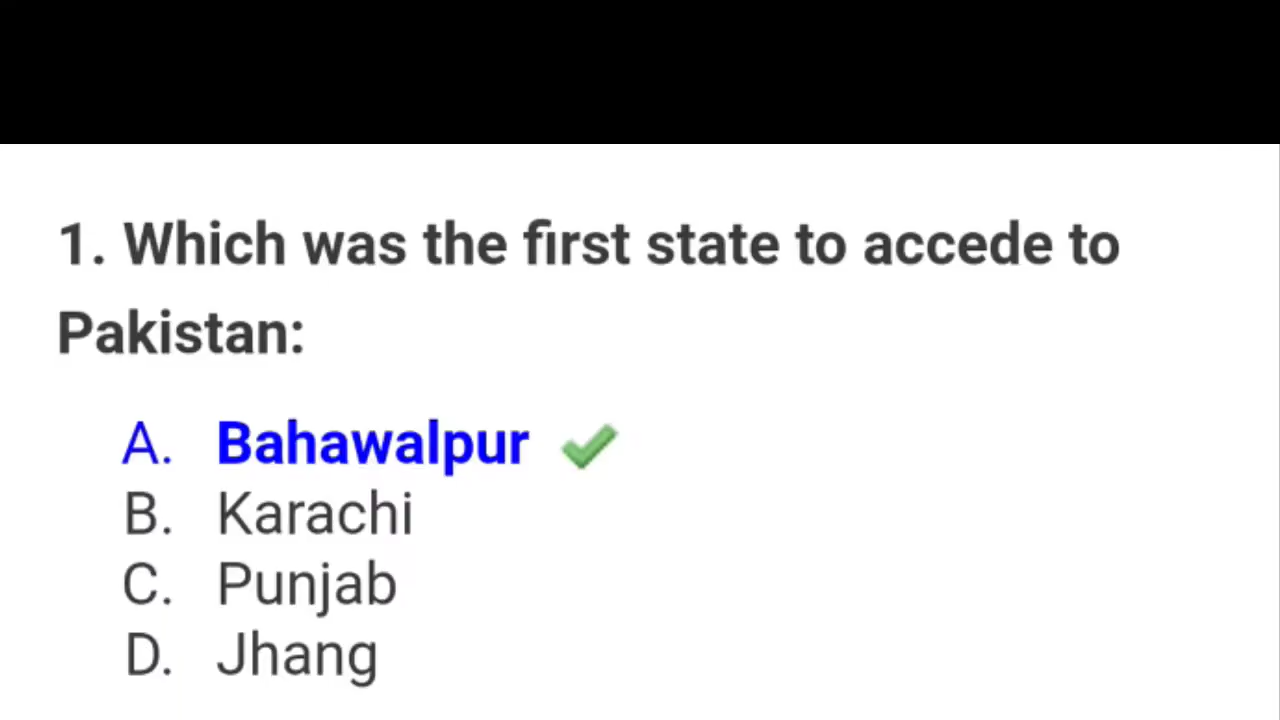 1. Which was the first state to accede to
Pakistan:
A. Bahawalpur ✔
B. Karachi
C. Punjab
D. Jhang